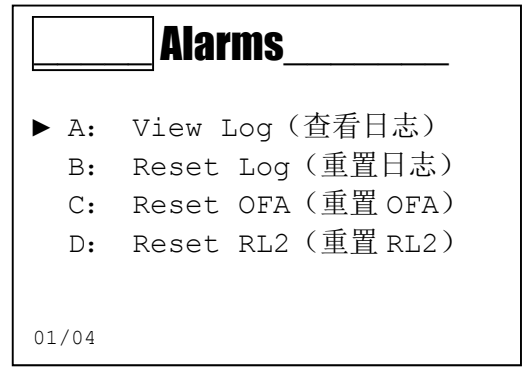 Alarms
► A: View Log（查看日志）
B: Reset Log（重置日志）
C: Reset OFA（重置 OFA）
D: Reset RL2（重置 RL2）
01/04